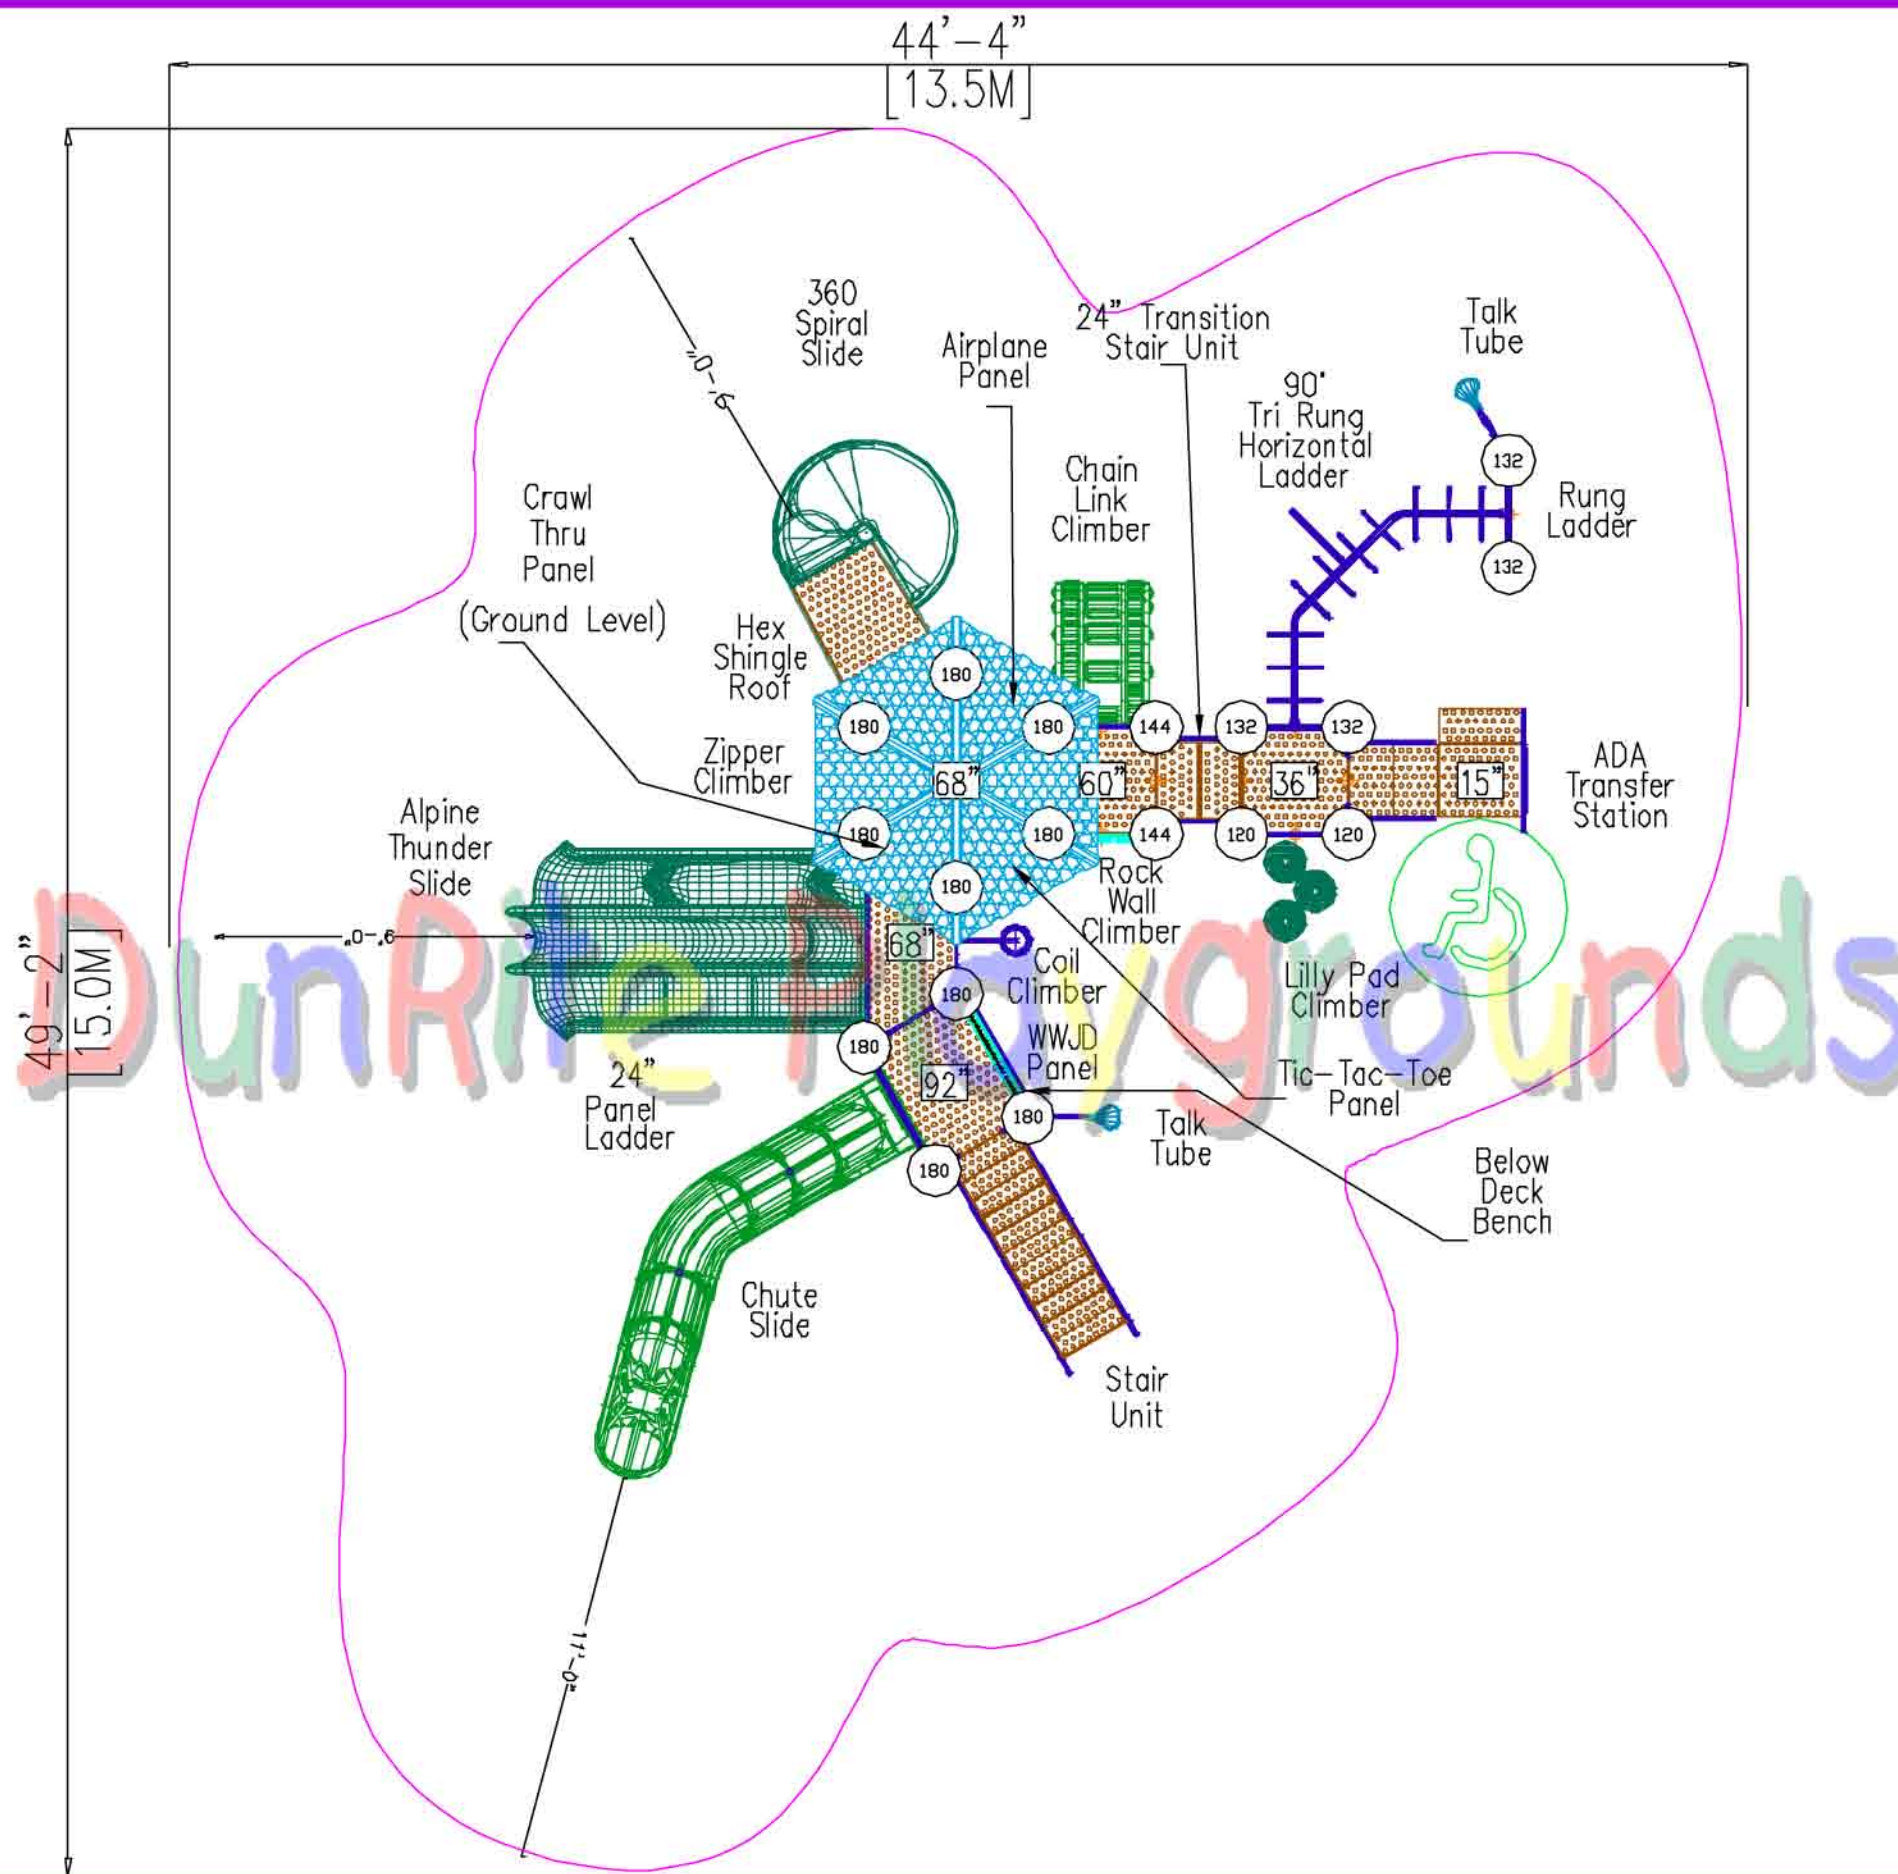 44'-4"
[13.5M]
49'-2"
[15.0M]
9'-0"
360
Spiral
Slide
Airplane
Panel
24" Transition
Stair Unit
Talk
Tube
90°
Tri Rung
Horizontal
Ladder
Chain
Link
Climber
132
Rung
Ladder
132
Crawl
Thru
Panel
(Ground Level)
Hex
Shingle
Roof
180
180
180
144
132
132
Zipper
Climber
68"
60"
36"
15"
ADA
Transfer
Station
180
180
144
120
120
180
Alpine
Thunder
Slide
Rock
Wall
Climber
9'-0"
68"
Coil
Climber
Lilly Pad
Climber
DunRite Playgrounds
180
180
WWJD
Panel
92"
24"
Panel
Ladder
Tic-Tac-Toe
Panel
180
Talk
Tube
180
Below
Deck
Bench
Chute
Slide
Stair
Unit
11'-0"